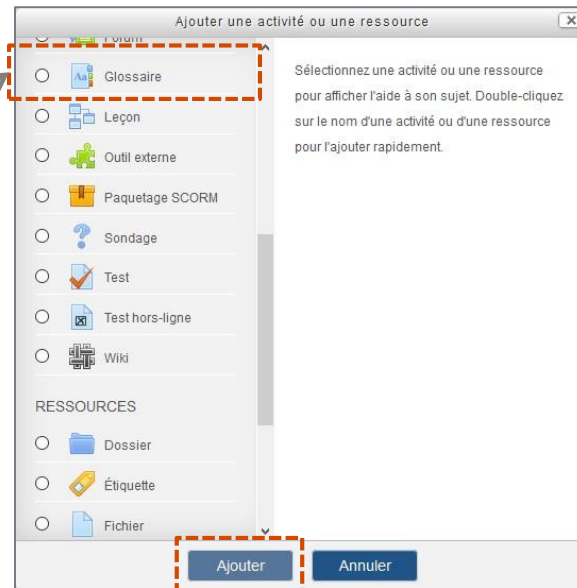 Ajouter une activité ou une ressource
Forum
Glossaire
Leçon
Outil externe
Paquetage SCORM
Sondage
Test
Test hors-ligne
Wiki
RESSOURCES
Dossier
Étiquette
Fichier
Sélectionnez une activité ou une ressource
pour afficher l'aide à son sujet. Double-cliquez
sur le nom d'une activité ou d'une ressource
pour l'ajouter rapidement.
Ajouter
Annuler